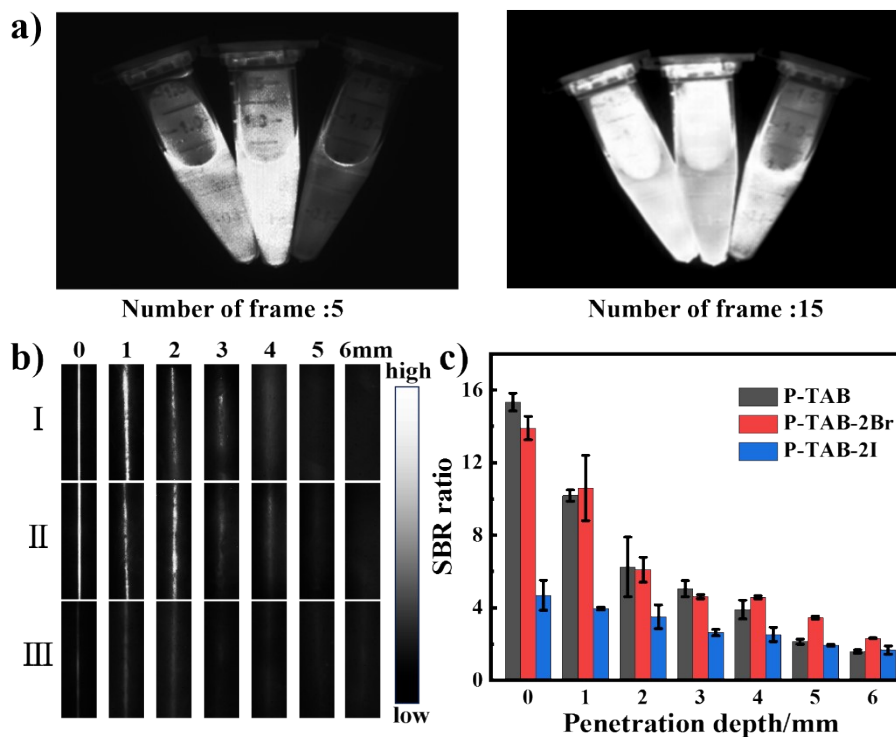 a)
Number of frame :5
Number of frame :15
b)
0 1 2 3 4 5 6mm
I
II
III
high
low
c)
P-TAB
P-TAB-2Br
P-TAB-2I
SBR ratio
16
12
8
4
0
0 1 2 3 4 5 6
Penetration depth/mm